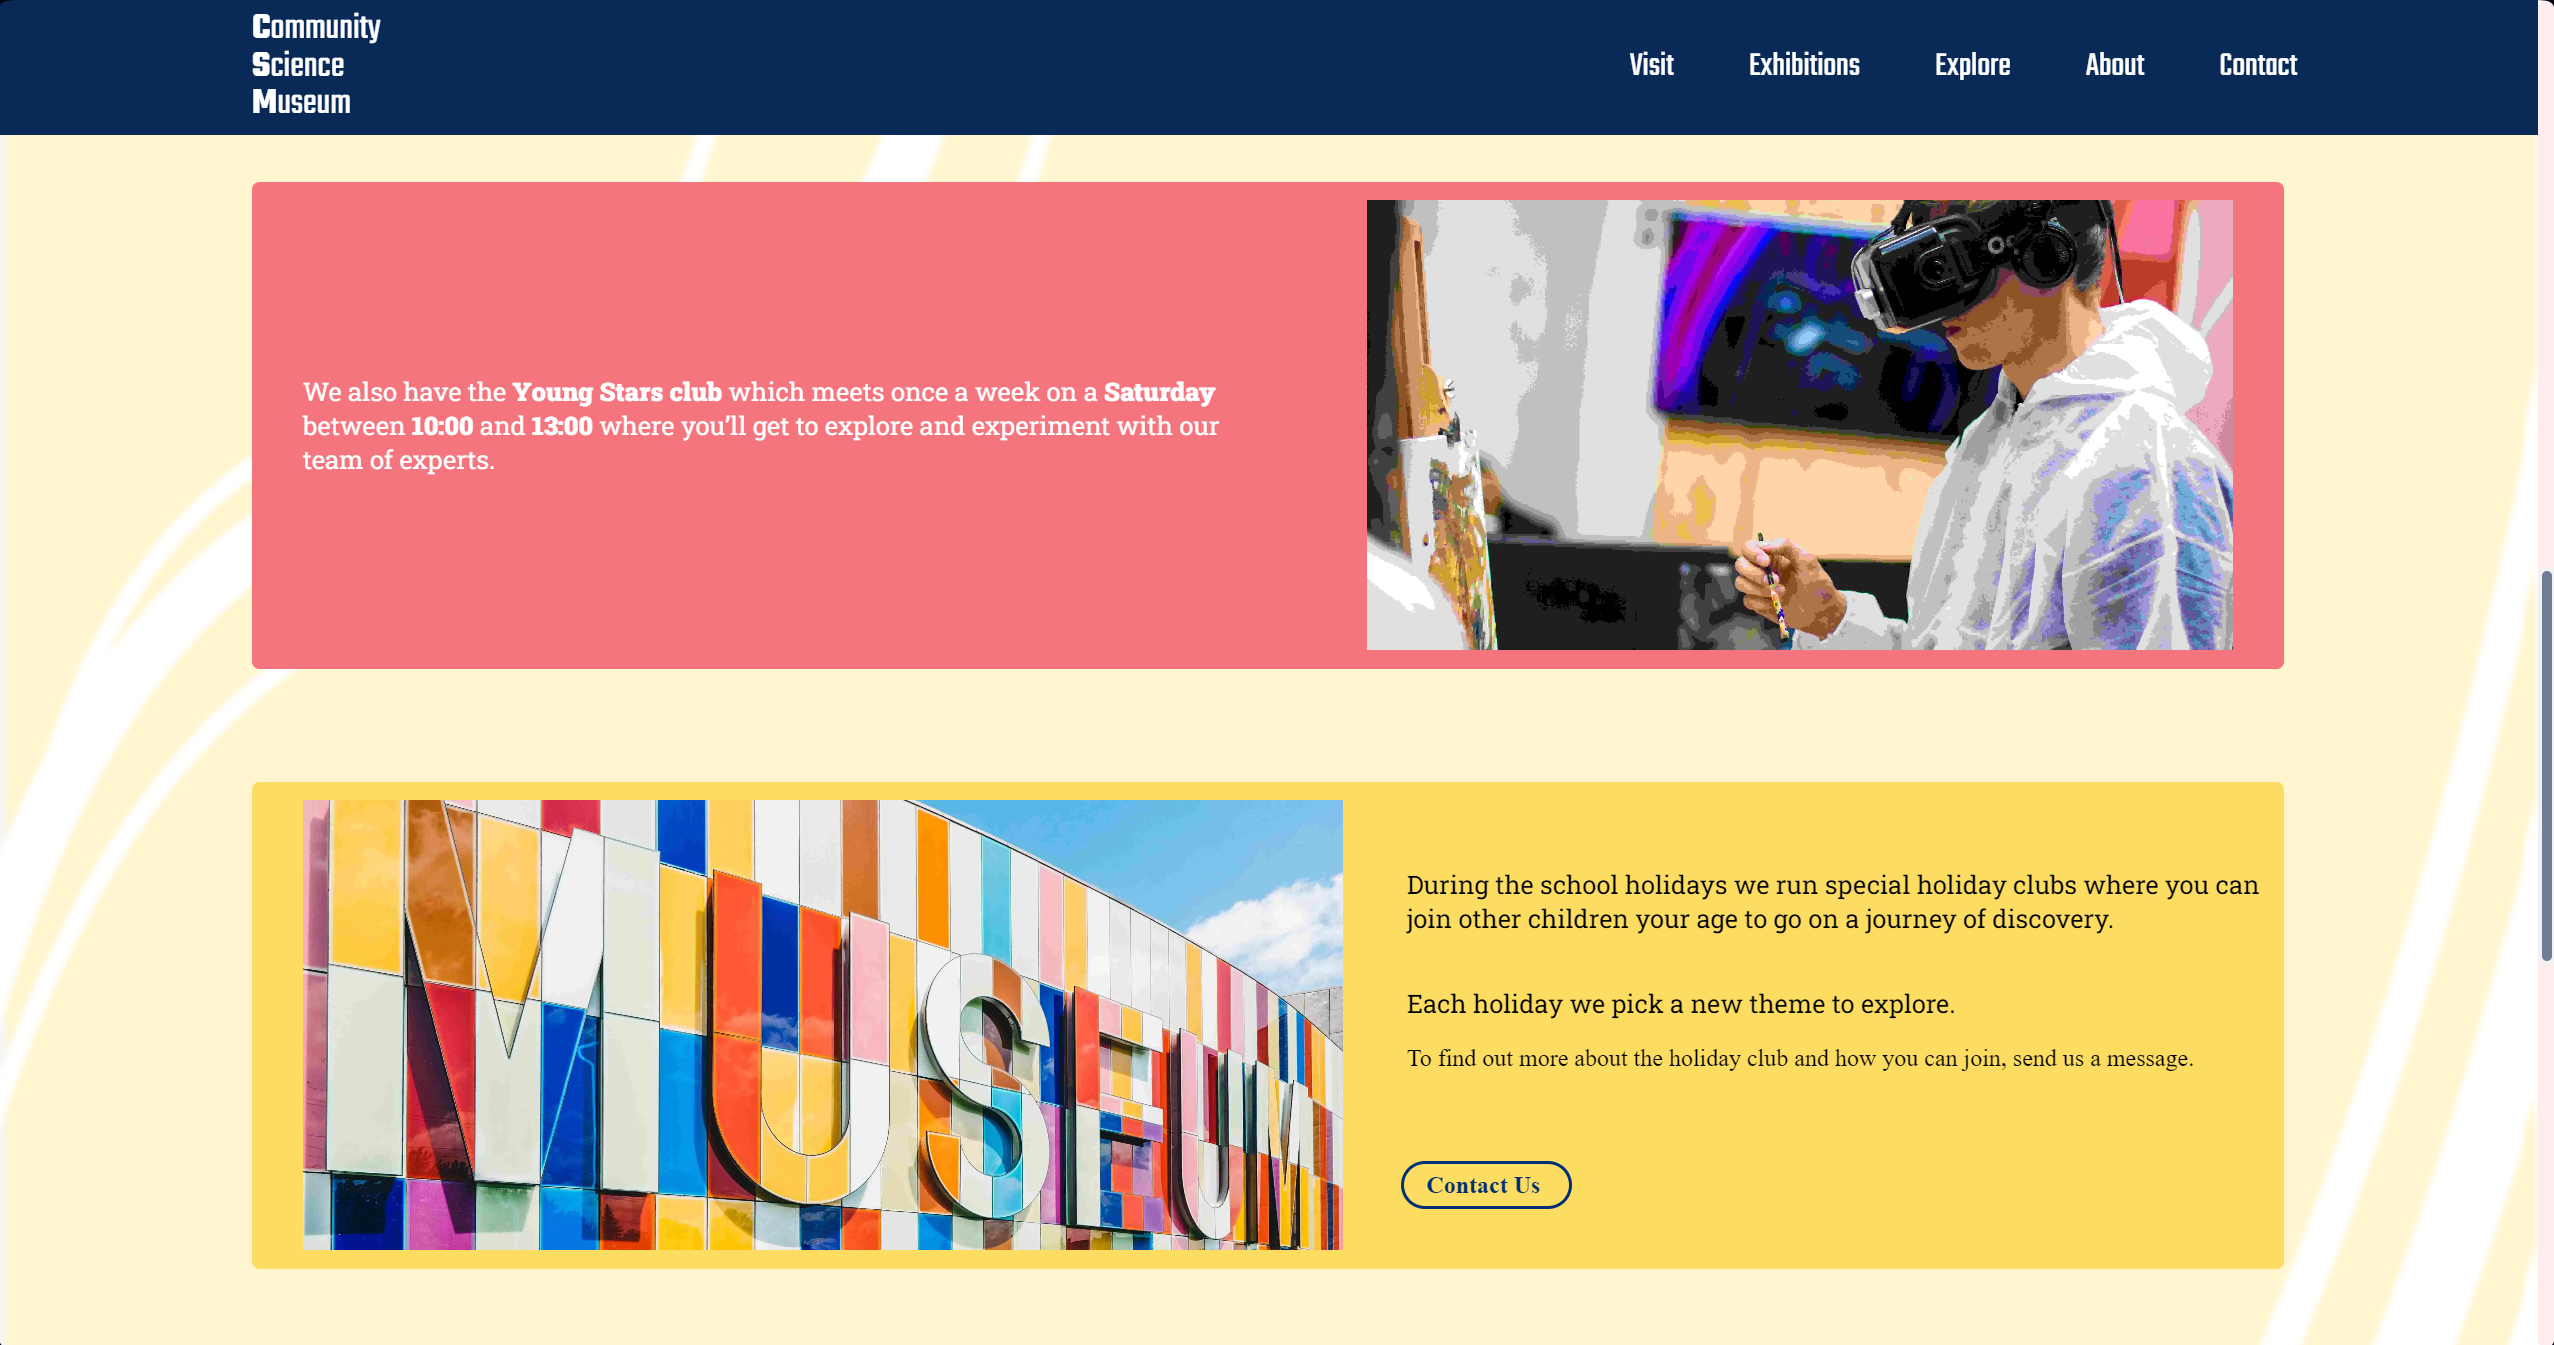 Community
Science
Museum
Visit Exhibitions Explore About Contact
We also have the Young Stars club which meets once a week on a Saturday
between 10:00 and 13:00 where you'll get to explore and experiment with our
team of experts.
MUSEUM
During the school holidays we run special holiday clubs where you can
join other children your age to go on a journey of discovery.
Each holiday we pick a new theme to explore.
To find out more about the holiday club and how you can join, send us a message.
Contact Us